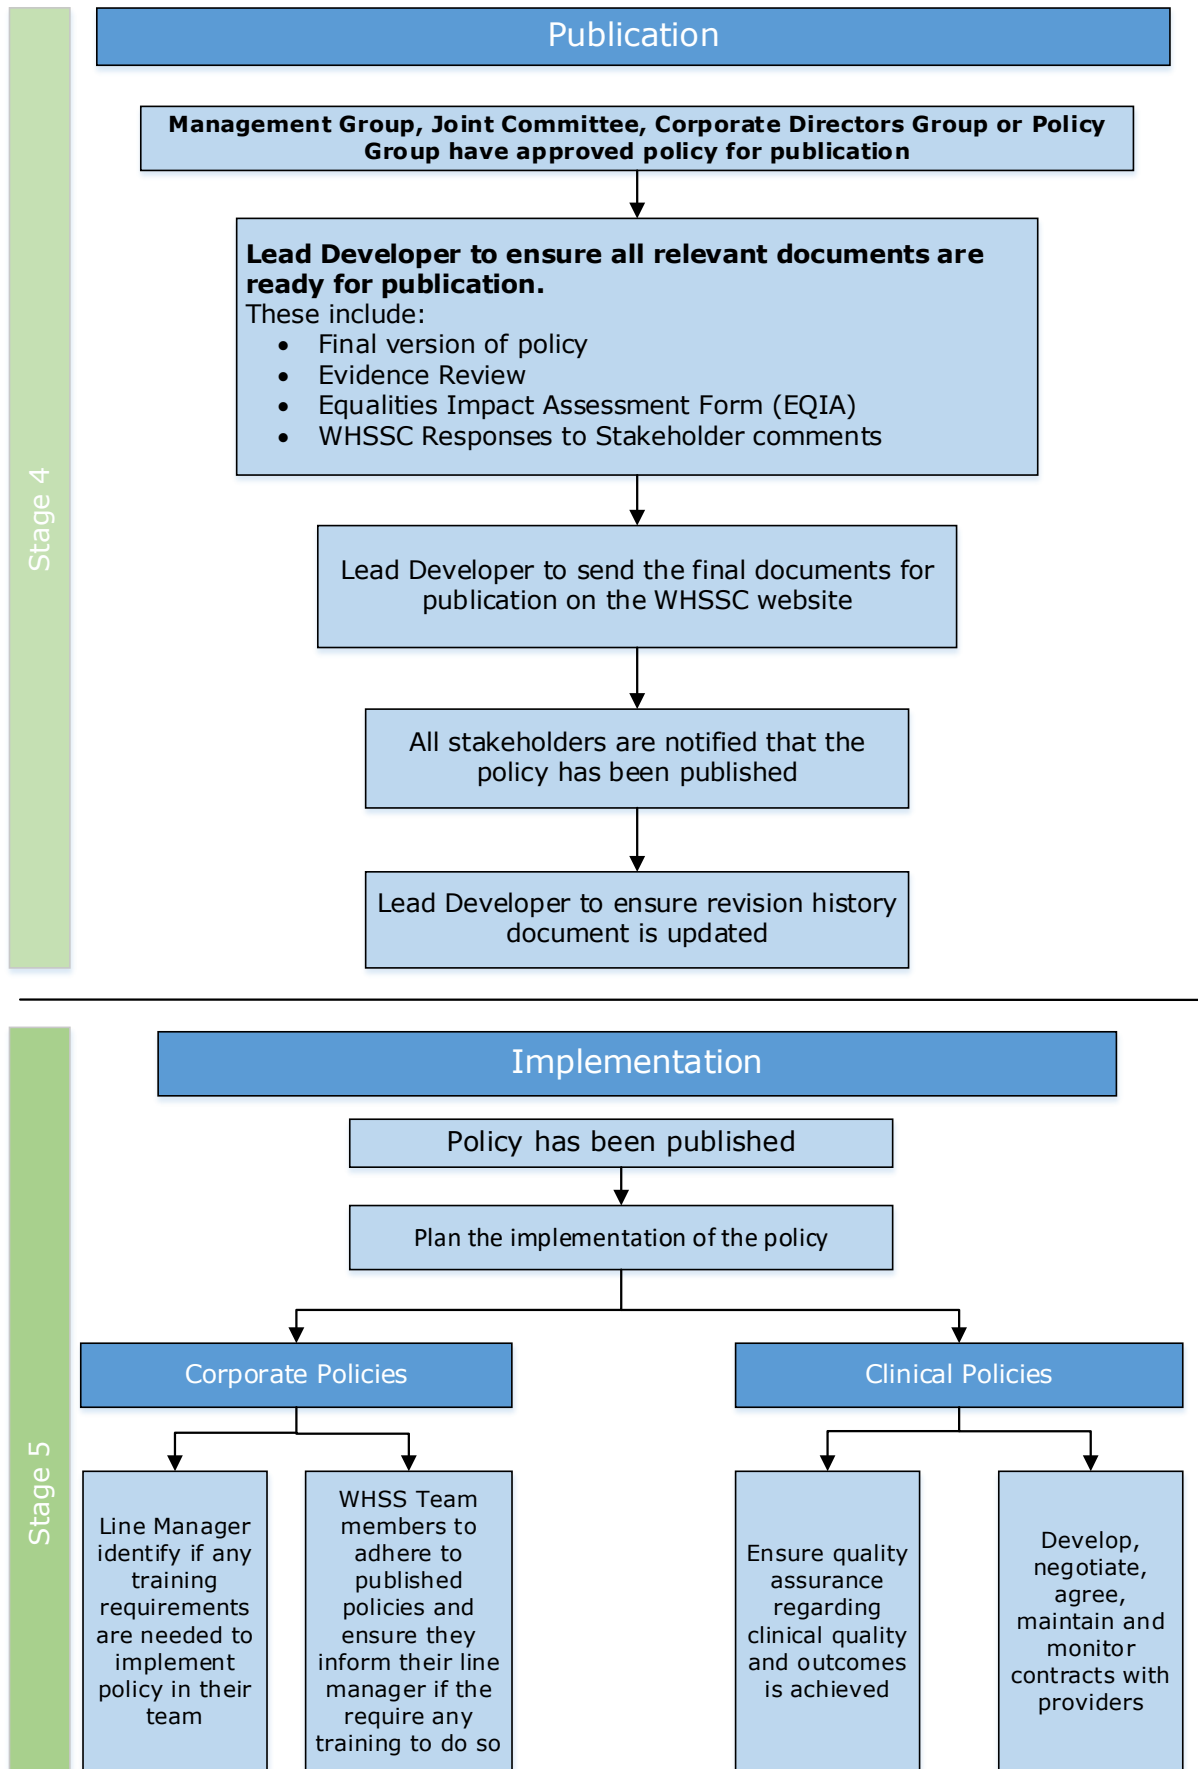 Publication
Management Group, Joint Committee, Corporate Directors Group or Policy
Group have approved policy for publication
Lead Developer to ensure all relevant documents are
ready for publication.
These include:
• Final version of policy
• Evidence Review
• Equalities Impact Assessment Form (EQIA)
• WHSSC Responses to Stakeholder comments
Lead Developer to send the final documents for
publication on the WHSSC website
All stakeholders are notified that the
policy has been published
Lead Developer to ensure revision history
document is updated
Stage 4
Implementation
Policy has been published
Plan the implementation of the policy
Corporate Policies
Line Manager
identify if any
training
requirements
are needed to
implement
policy in their
team
WHSS Team
members to
adhere to
published
policies and
ensure they
inform their line
manager if the
require any
training to do so
Clinical Policies
Ensure quality
assurance
regarding
clinical quality
and outcomes
is achieved
Develop,
negotiate,
agree,
maintain and
monitor
contracts with
providers
Stage 5